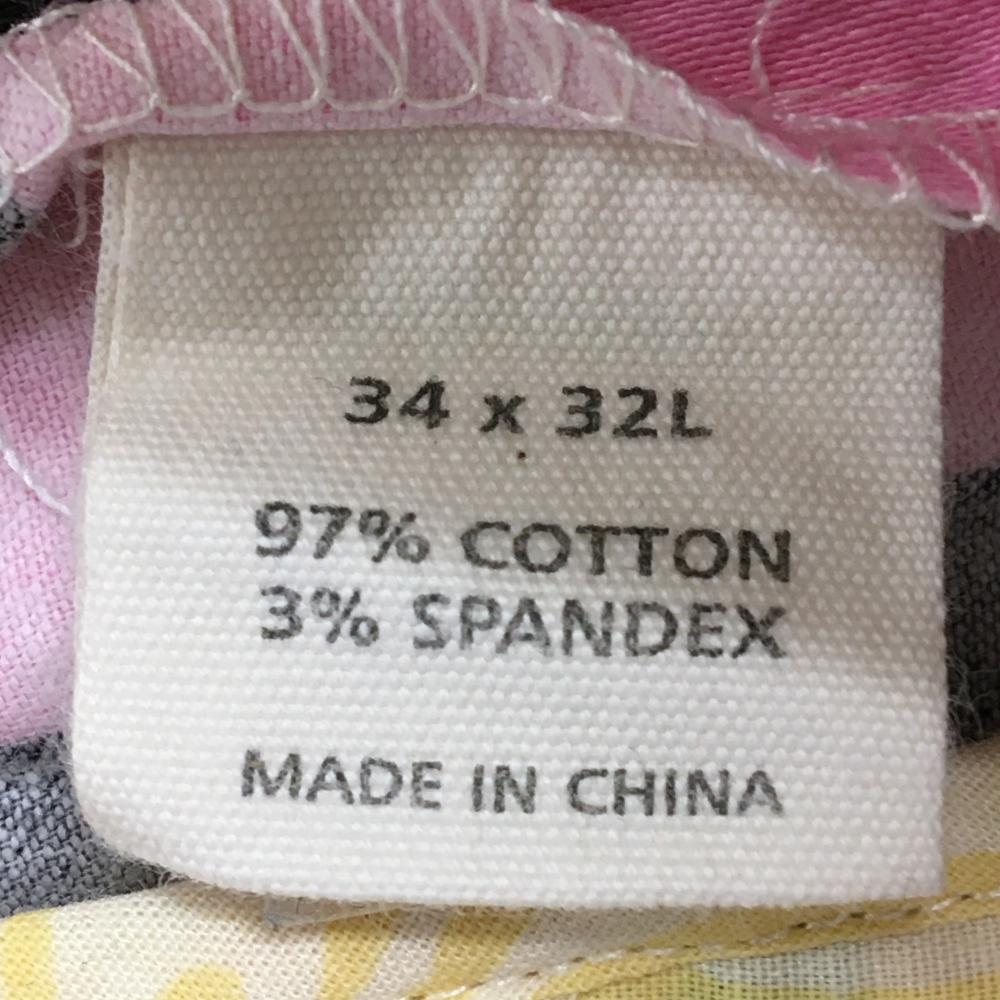 34 x 32L
97% COTTON
3% SPANDEX
MADE IN CHINA